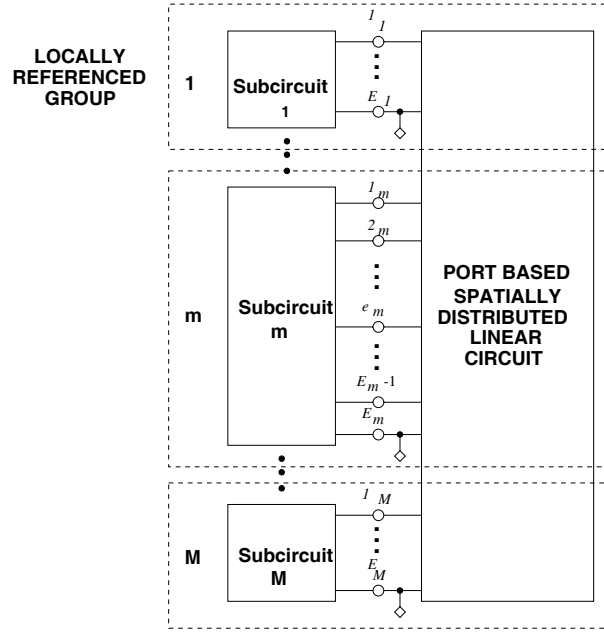 LOCALLY
REFERENCED
GROUP
1
Subcircuit
1
1 1
E 1
m
Subcircuit
m
1 m
2 m
e m
E m -1
E m
PORT BASED
SPATIALLY
DISTRIBUTED
LINEAR
CIRCUIT
M
Subcircuit
M
1 M
E M